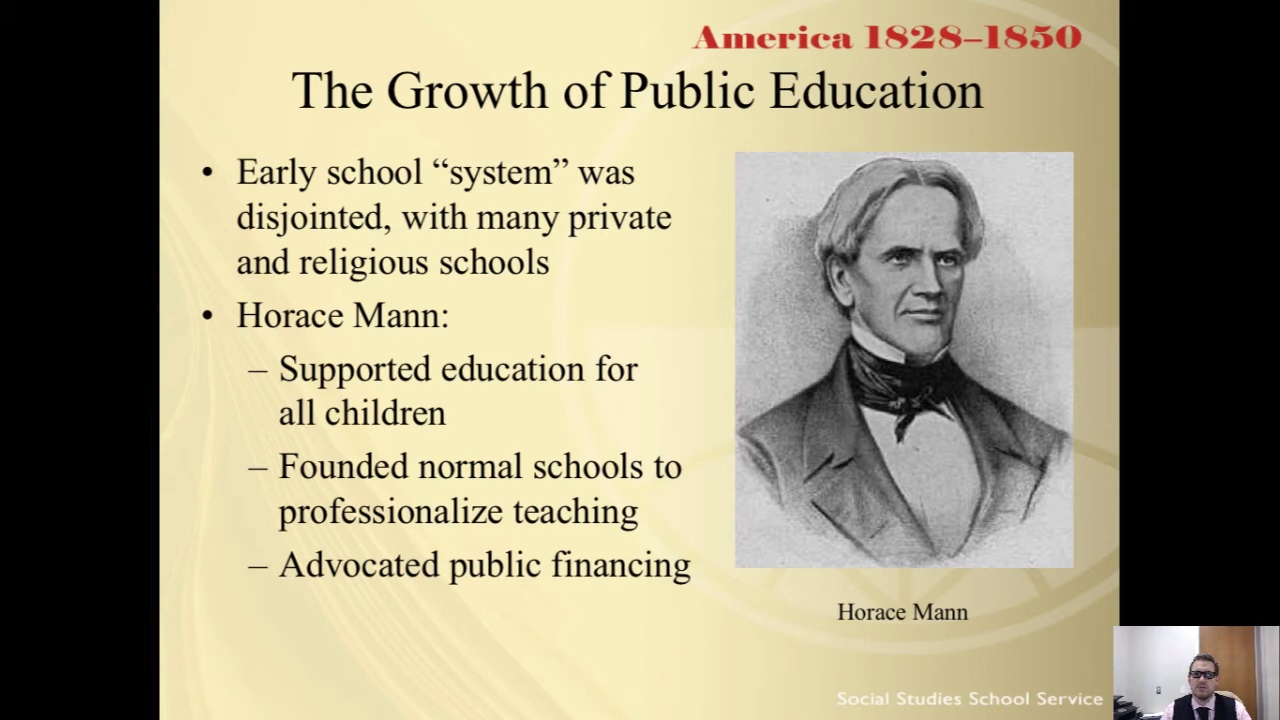 America 1828–1850
The Growth of Public Education
• Early school “system” was
disjointed, with many private
and religious schools
• Horace Mann:
– Supported education for
all children
– Founded normal schools to
professionalize teaching
– Advocated public financing
Horace Mann
Social Studies School Service